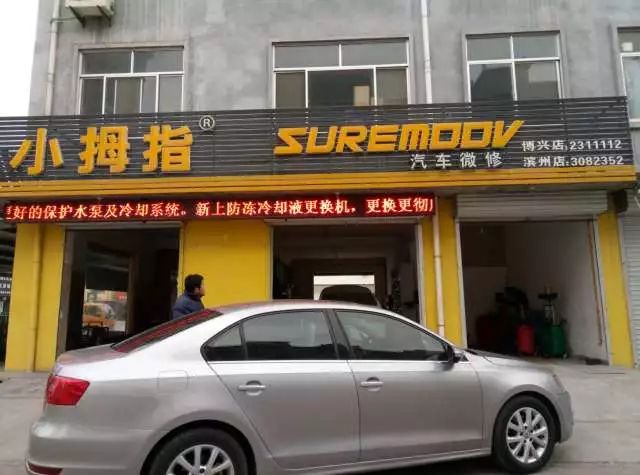 小拇指®
SUREMOOV
汽车微修
博兴店.2311112
滨州店.3082352
更好的保护水泵及冷却系统。新上防冻冷却液更换机，更换更彻